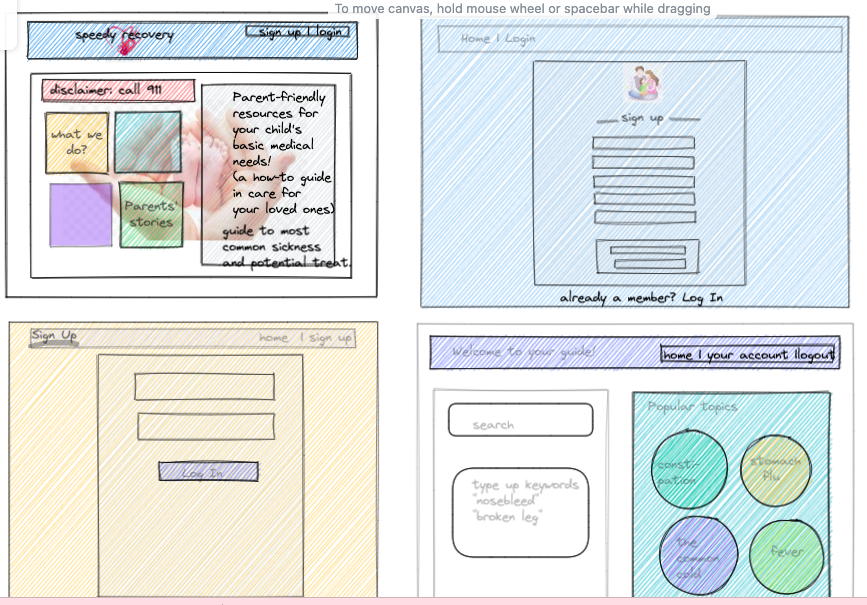 To move canvas, hold mouse wheel or spacebar while dragging
speedy recovery
sign up | login
disclaimer: call 911
what we
do?
Parents'
stories
Parent-friendly
resources for
your child's
basic medical
needs!
(a how-to guide
in care for
your loved ones)
guide to most
common sickness
and potential treat.
Home | Login
sign up
already a member? Log In
Sign Up
home | sign up
Log In
Welcome to your guide!
home | your account |logout
search
type up keywords
"nosebleed"
"broken leg"
Popular topics
consti-
pation
stomach
flu
the
common
cold
fever